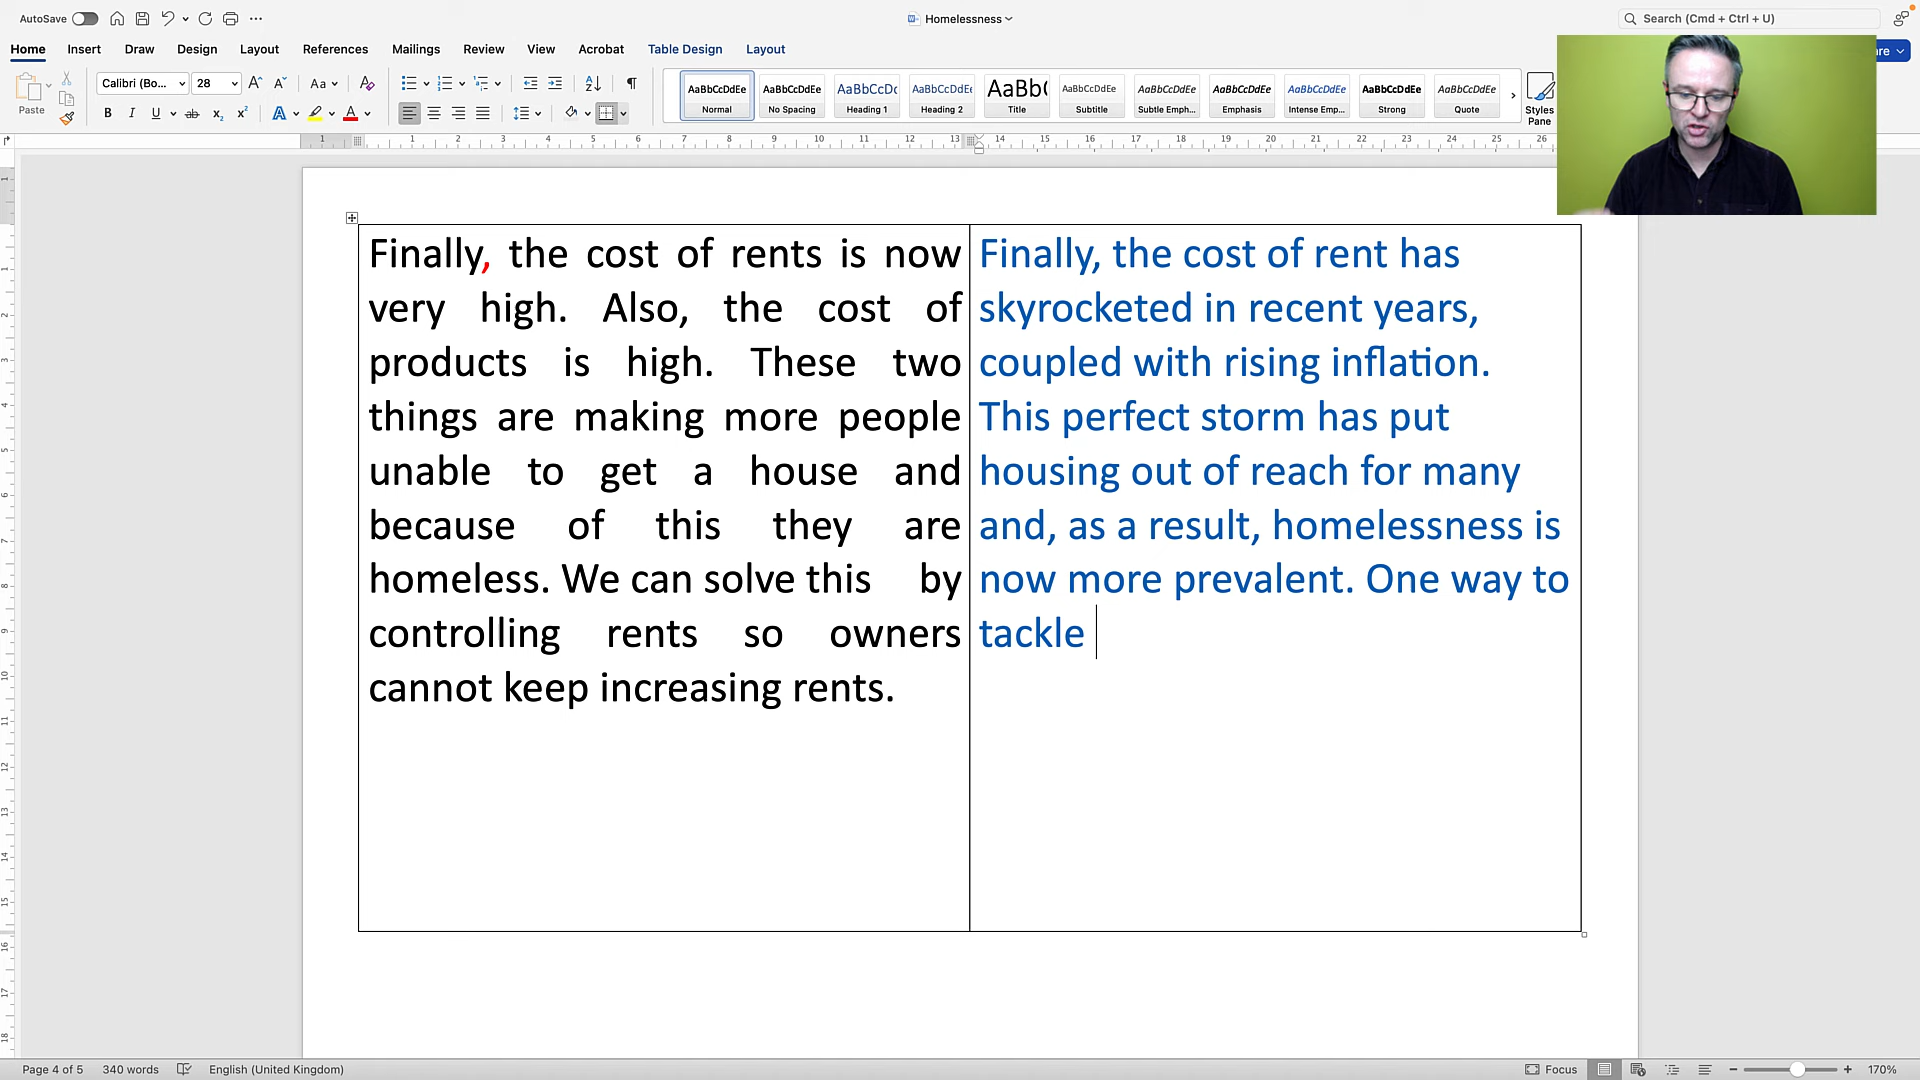 AutoSave
Homelessness
Search (Cmd + Ctrl + U)
Home Insert Draw Design Layout References Mailings Review View Acrobat Table Design Layout
Paste
Calibri (Bo... 28
AaBbCcDdEe Normal
AaBbCcDdEe No Spacing
AaBbCcDc Heading 1
AaBbCcDdEe Heading 2
AaBb( Title
AaBbCcDdEe Subtitle
AaBbCcDdEe Subtle Emph...
AaBbCcDdEe Emphasis
AaBbCcDdEe Intense Emp...
AaBbCcDdEe Strong
AaBbCcDdEe Quote
Styles
Pane
Finally, the cost of rents is now
very high. Also, the cost of
products is high. These two
things are making more people
unable to get a house and
because of this they are
homeless. We can solve this by
controlling rents so owners
cannot keep increasing rents.
Finally, the cost of rent has
skyrocketed in recent years,
coupled with rising inflation.
This perfect storm has put
housing out of reach for many
and, as a result, homelessness is
now more prevalent. One way to
tackle
Page 4 of 5 340 words English (United Kingdom)
Focus
170%